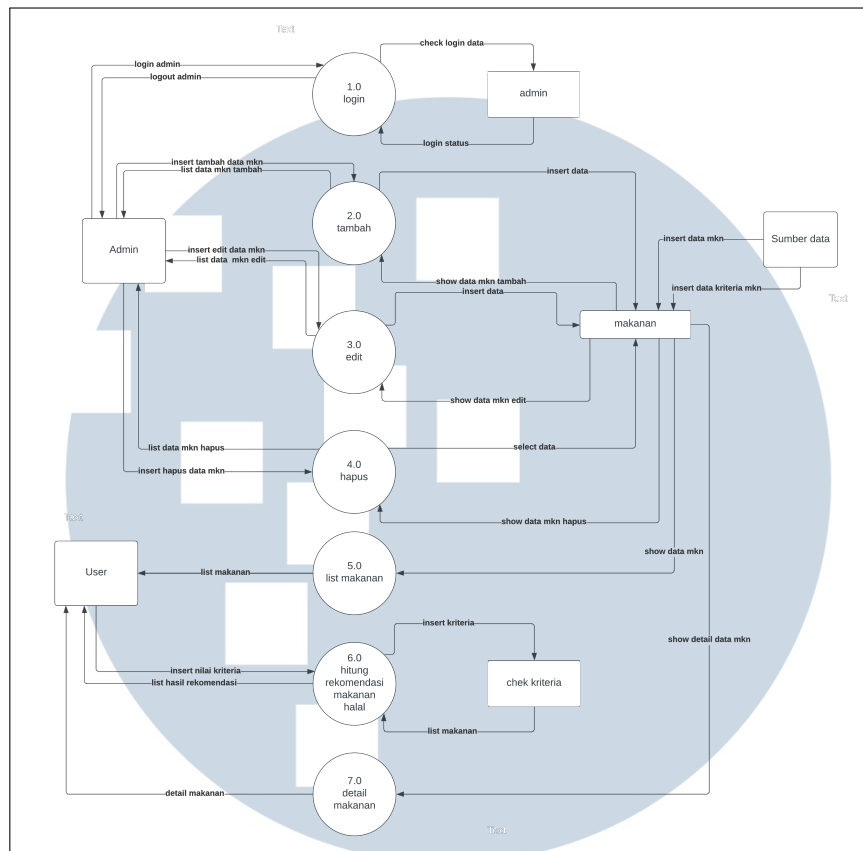 Text
login admin
check login data
logout admin
1.0
login
admin
login status
insert tambah data mkn
list data mkn tambah
insert data
2.0
tambah
Admin
Sumber data
insert edit data mkn
list data mkn edit
insert data mkn
show data mkn tambah
insert data
insert data kriteria mkn
Text
makanan
3.0
edit
show data mkn edit
list data mkn hapus
select data
4.0
hapus
insert hapus data mkn
Text
show data mkn hapus
show data mkn
User
list makanan
5.0
list makanan
insert kriteria
show detail data mkn
insert nilai kriteria
list hasil rekomendasi
6.0
hitung
rekomendasi
makanan
halal
chek kriteria
list makanan
detail makanan
7.0
detail
makanan
Text